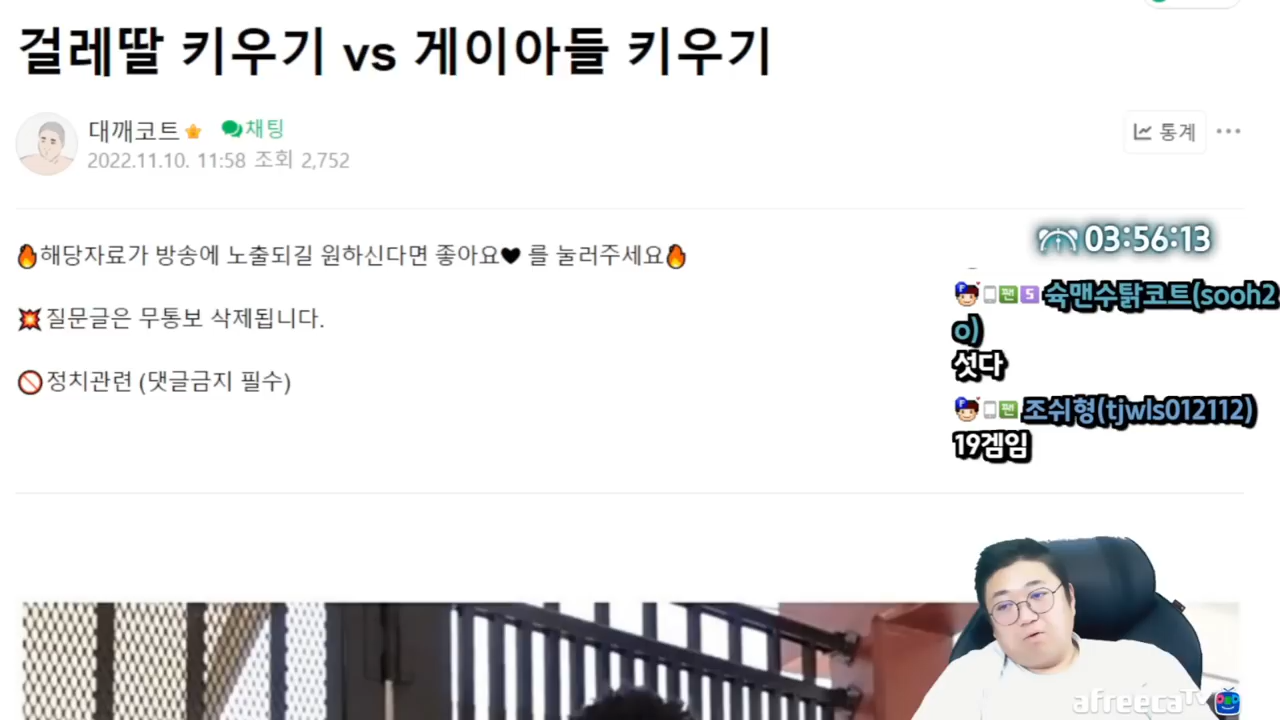 걸레딸 키우기 vs 게이아들 키우기
대깨코트 채팅
2022.11.10. 11:58 조회 2,752
통계
해당자료가 방송에 노출되길 원하신다면 좋아요🖤 를 눌러주세요
질문글은 무통보 삭제됩니다.
정치관련 (댓글금지 필수)
03:56:13
F 팬 S 슉맨수탉코트(sooh2
o)
섯다
F 팬 조쉬형(tjwls012112)
19겜임
afreecaTV